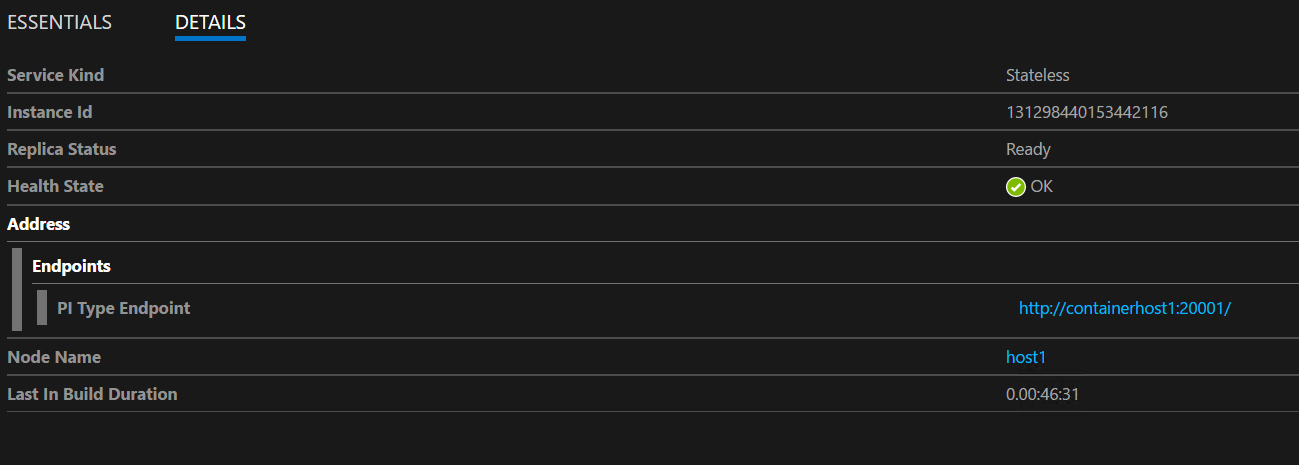 ESSENTIALS DETAILS
Service Kind Stateless
Instance Id 131298440153442116
Replica Status Ready
Health State OK
Address
Endpoints
PI Type Endpoint http://containerhost1:20001/
Node Name host1
Last In Build Duration 0.00:46:31